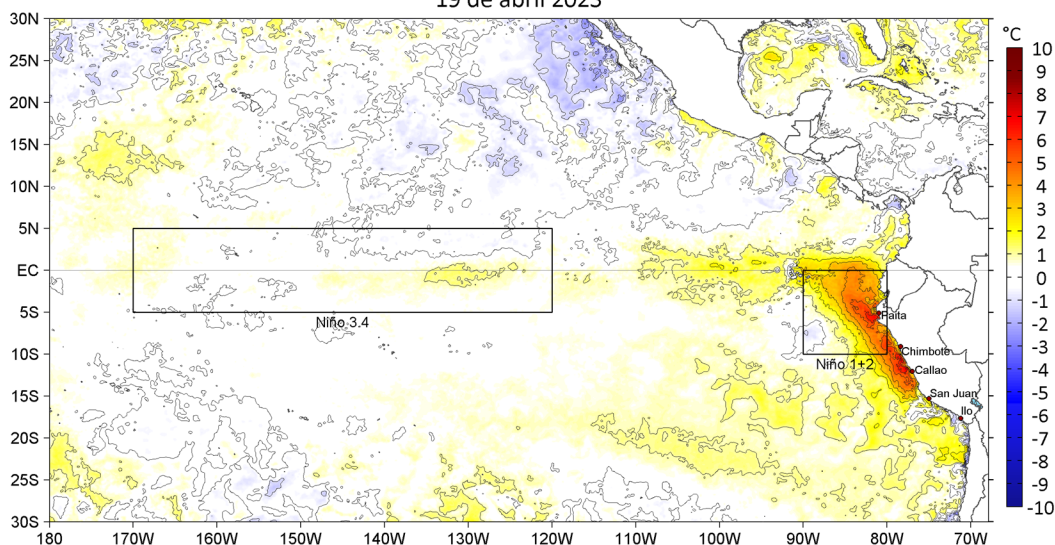 19 de abril 2023
30N
25N
20N
15N
10N
5N
EC
5S
10S
15S
20S
25S
30S
180
170W
160W
150W
140W
130W
120W
110W
100W
90W
80W
70W
Niño 3.4
Niño 1+2
Paita
Chimbote
Callao
San Juan
Ilo
°C
10
9
8
7
6
5
4
3
2
1
0
-1
-2
-3
-4
-5
-6
-7
-8
-9
-10